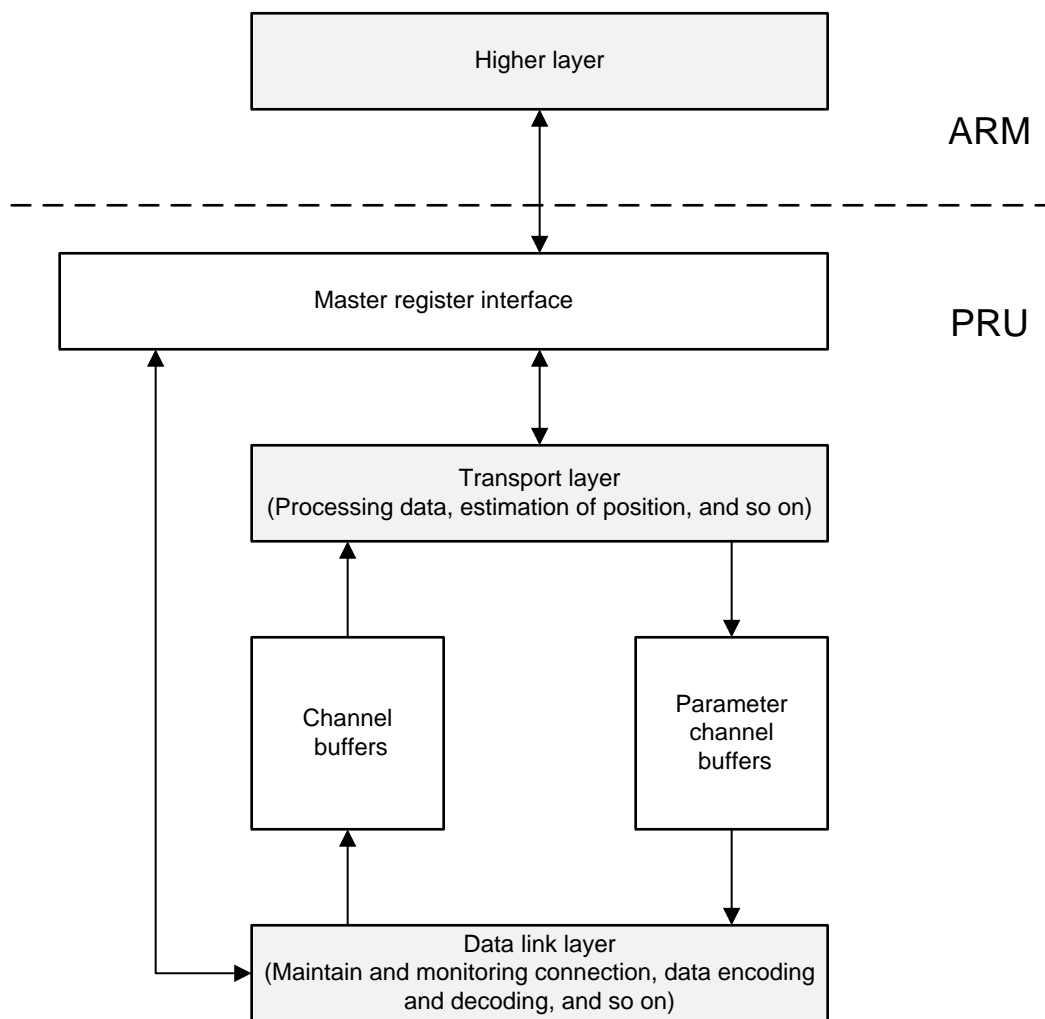 Higher layer
ARM
Master register interface
PRU
Transport layer
(Processing data, estimation of position, and so on)
Channel
buffers
Parameter
channel
buffers
Data link layer
(Maintain and monitoring connection, data encoding
and decoding, and so on)